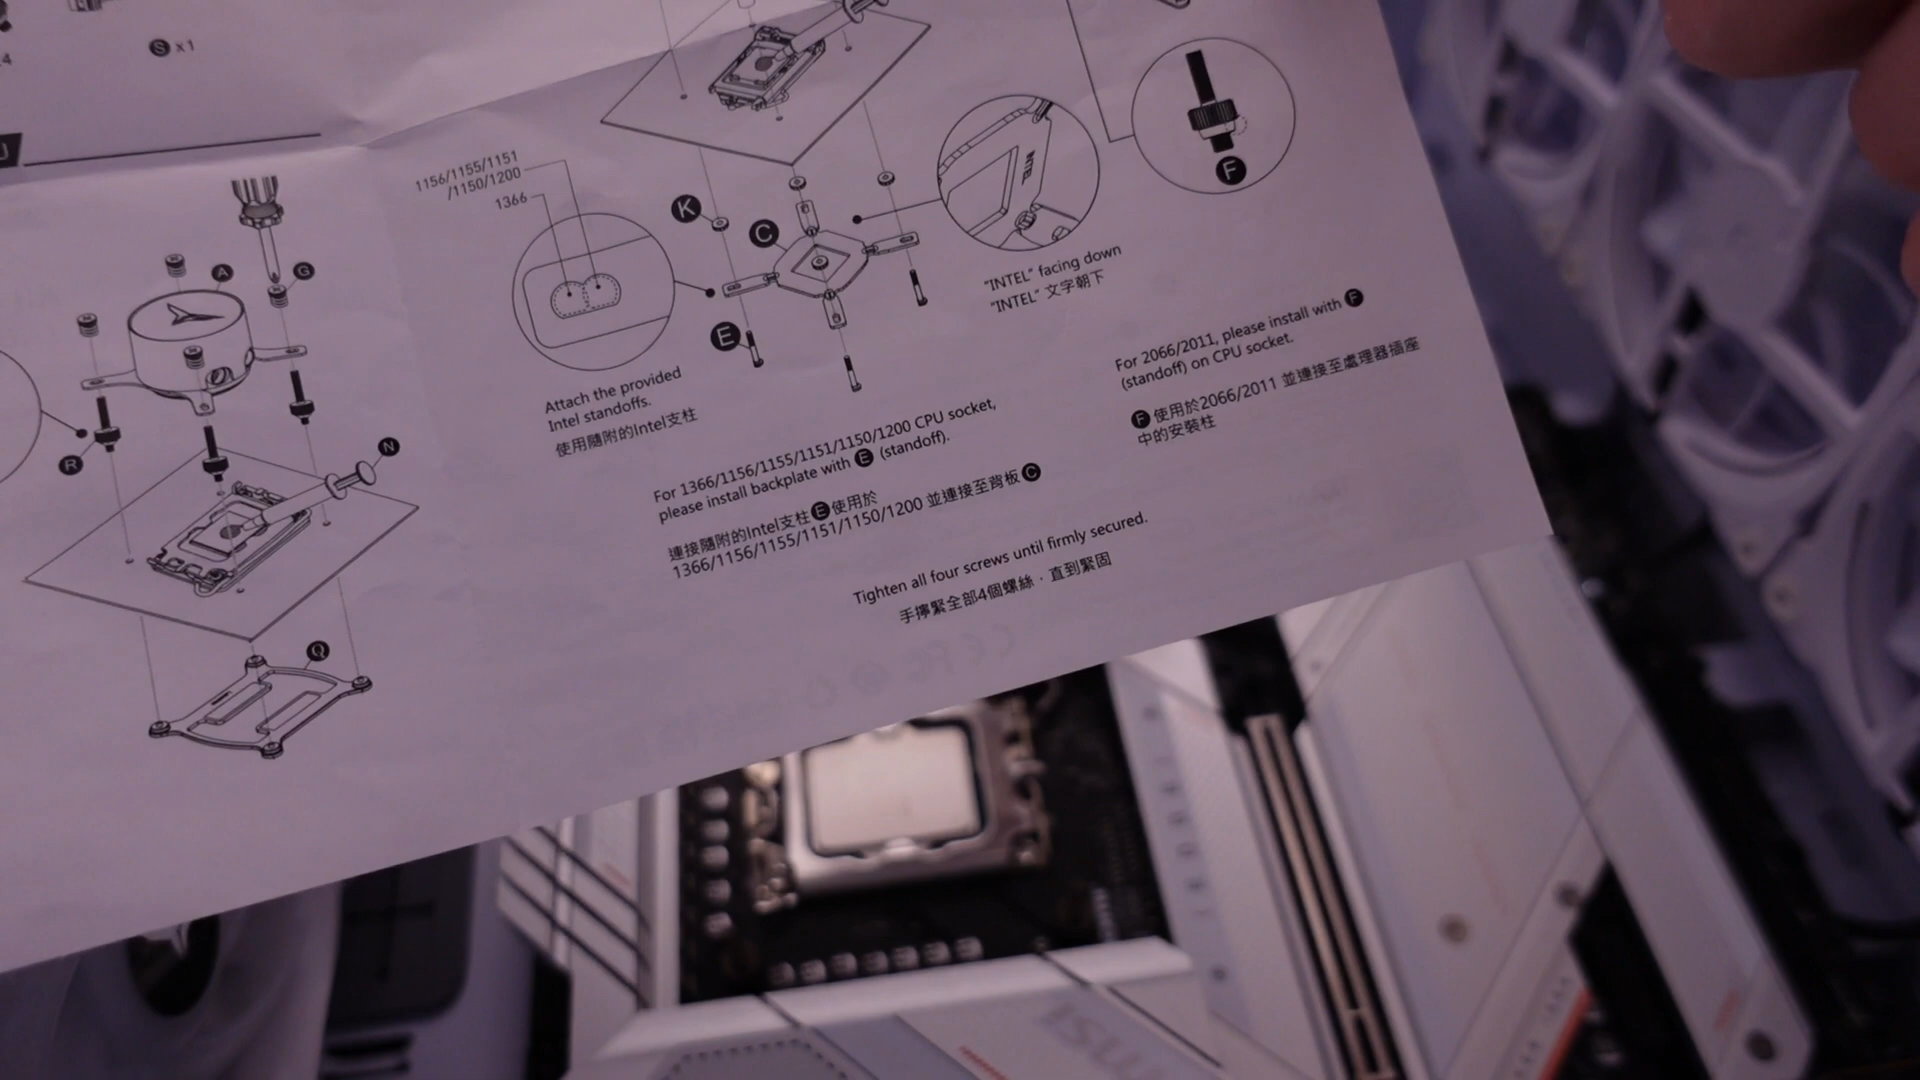 S x1
1156/1155/1151
/1150/1200
1366
K
C
E
F
A
G
R
N
Q
INTEL
Attach the provided
Intel standoffs.
使用隨附的Intel支柱
"INTEL" facing down
"INTEL" 文字朝下
For 1366/1156/1155/1151/1150/1200 CPU socket,
please install backplate with E (standoff).
連接隨附的Intel支柱E使用於
1366/1156/1155/1151/1150/1200 並連接至背板C
For 2066/2011, please install with F
(standoff) on CPU socket.
F 使用於2066/2011 並連接至處理器插座
中的安裝柱
Tighten all four screws until firmly secured.
手擰緊全部4個螺絲，直到緊固